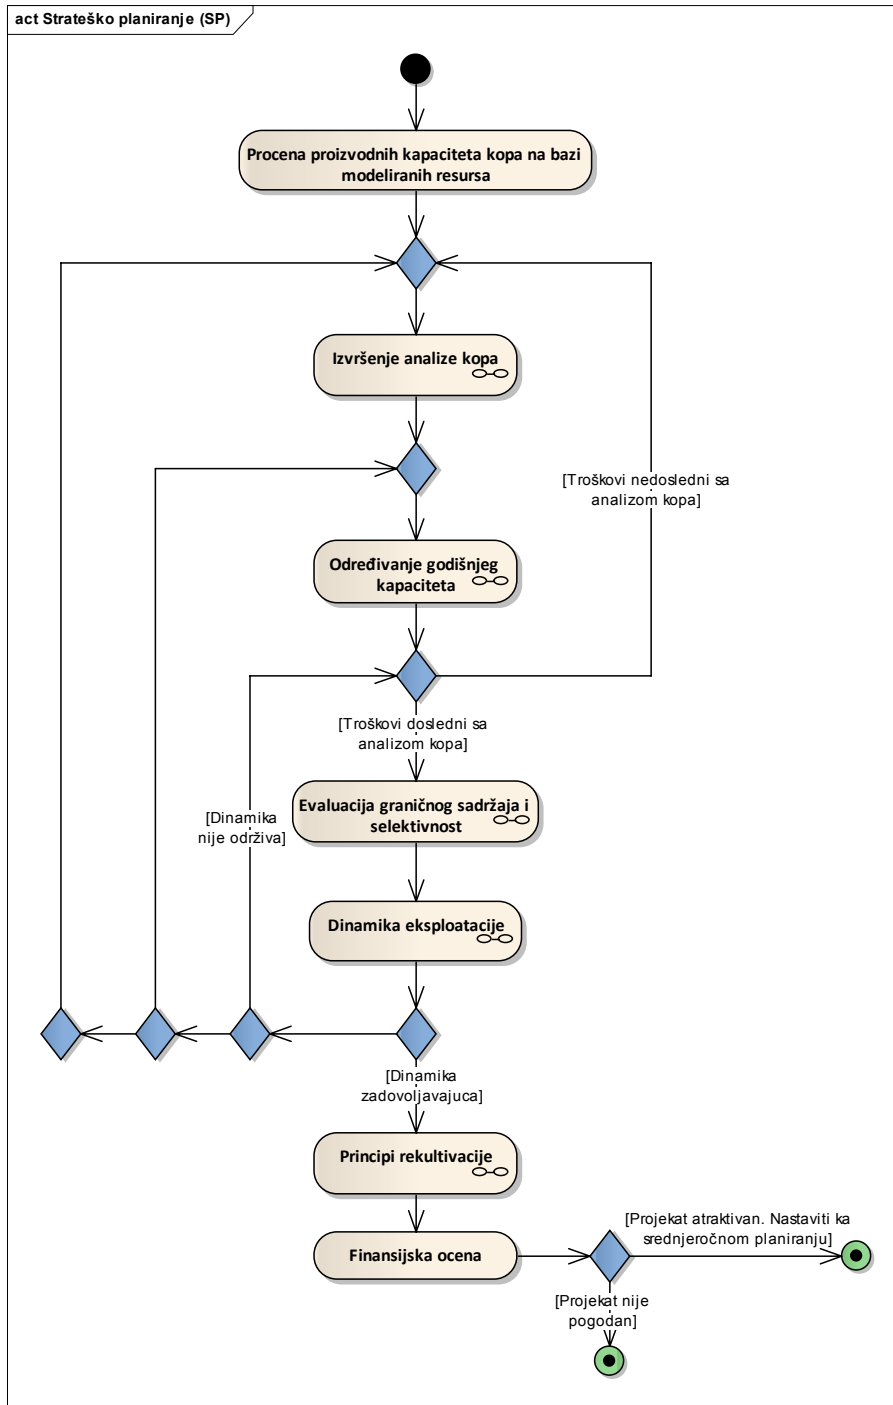 act Strateško planiranje (SP)
Procena proizvodnih kapaciteta kopa na bazi
modeliranih resursa
Izvršenje analize kopa
[Troškovi nedosledni sa
analizom kopa]
Određivanje godišnjeg
kapaciteta
[Troškovi dosledni sa
analizom kopa]
Evaluacija graničnog sadržaja i
selektivnost
[Dinamika
nije održiva]
Dinamika eksploatacije
[Dinamika
zadovoljavajuca]
Principi rekultivacije
Finansijska ocena
[Projekat atraktivan. Nastaviti ka
srednjeročnom planiranju]
[Projekat nije
pogodan]